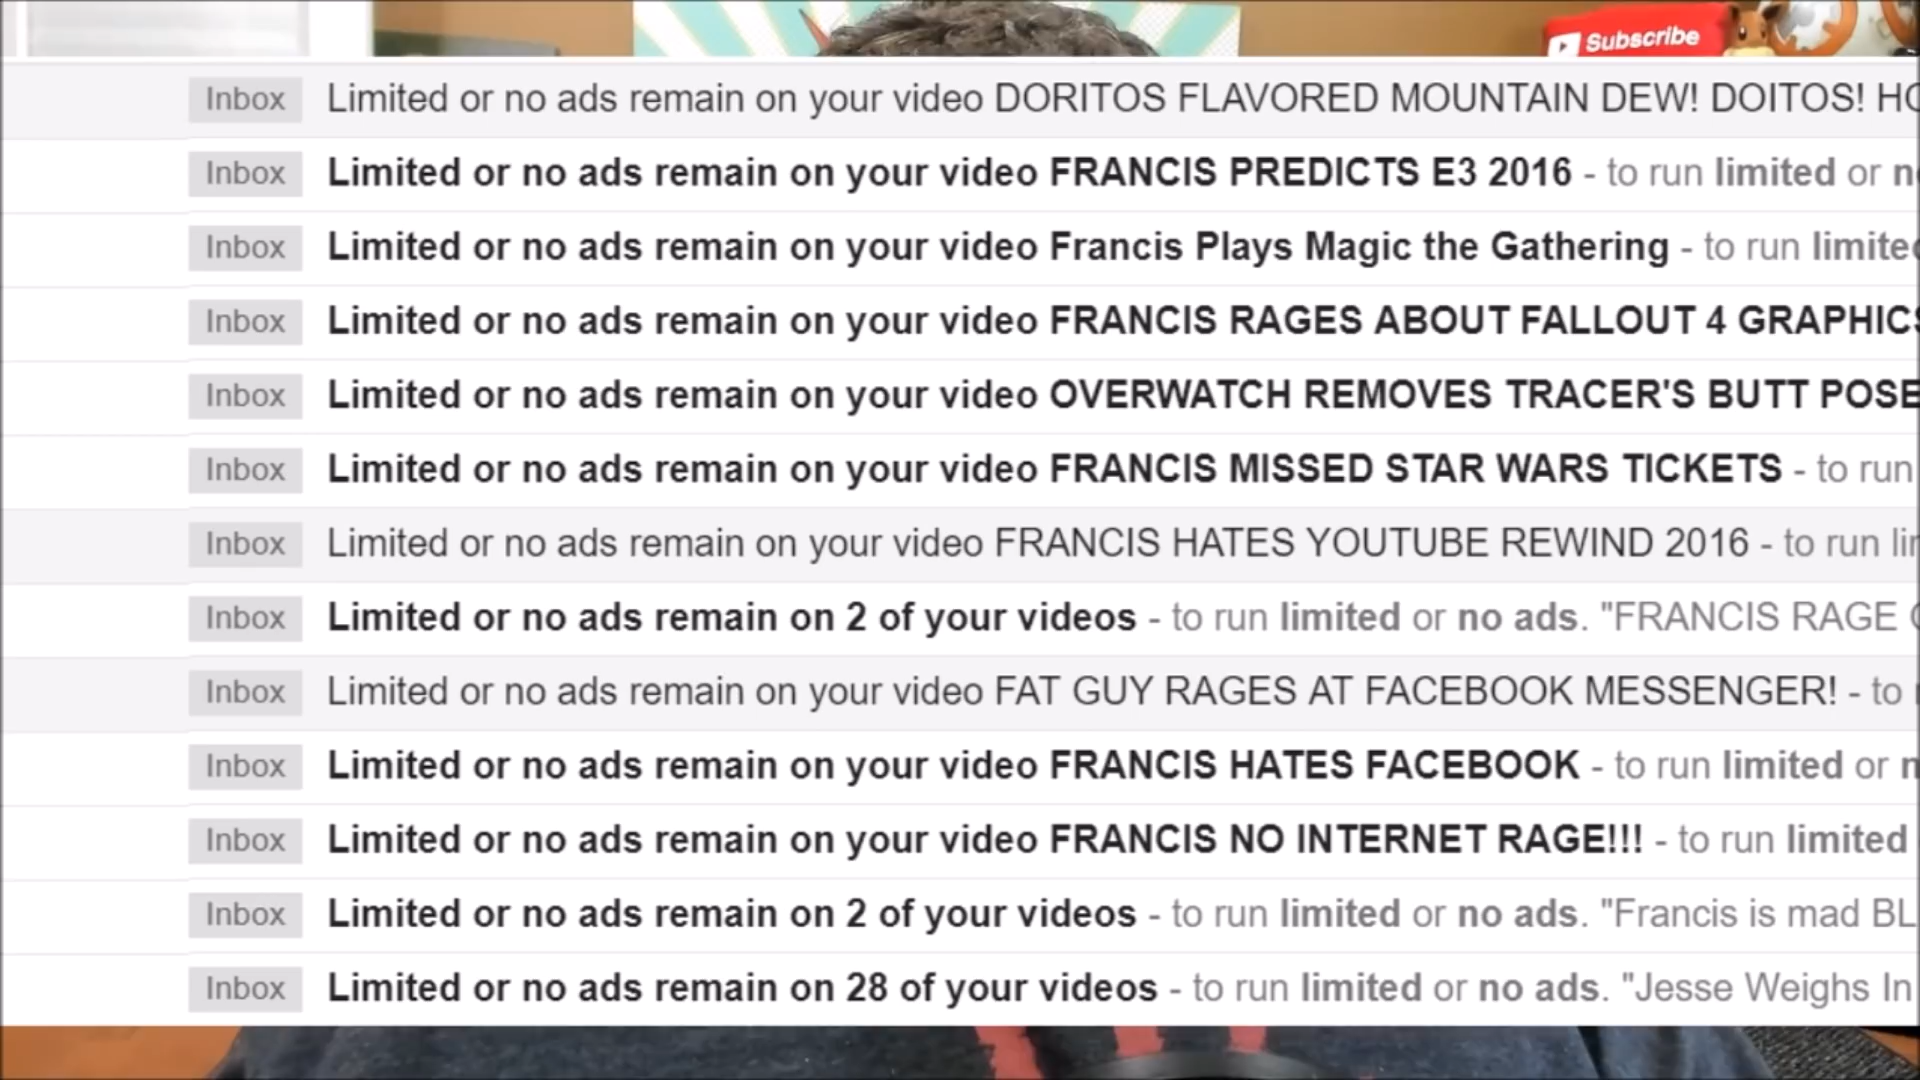 Subscribe
Inbox Limited or no ads remain on your video DORITOS FLAVORED MOUNTAIN DEW! DOITOS!
Inbox Limited or no ads remain on your video FRANCIS PREDICTS E3 2016 - to run limited or
Inbox Limited or no ads remain on your video Francis Plays Magic the Gathering - to run
Inbox Limited or no ads remain on your video FRANCIS RAGES ABOUT FALLOUT 4 GRAPHICS
Inbox Limited or no ads remain on your video OVERWATCH REMOVES TRACER'S BUTT POSE
Inbox Limited or no ads remain on your video FRANCIS MISSED STAR WARS TICKETS - to run
Inbox Limited or no ads remain on your video FRANCIS HATES YOUTUBE REWIND 2016 - to run
Inbox Limited or no ads remain on 2 of your videos - to run limited or no ads. "FRANCIS RAGE
Inbox Limited or no ads remain on your video FAT GUY RAGES AT FACEBOOK MESSENGER! - to
Inbox Limited or no ads remain on your video FRANCIS HATES FACEBOOK - to run limited or
Inbox Limited or no ads remain on your video FRANCIS NO INTERNET RAGE!!! - to run limited
Inbox Limited or no ads remain on 2 of your videos - to run limited or no ads. "Francis is mad
Inbox Limited or no ads remain on 28 of your videos - to run limited or no ads. "Jesse Weighs In